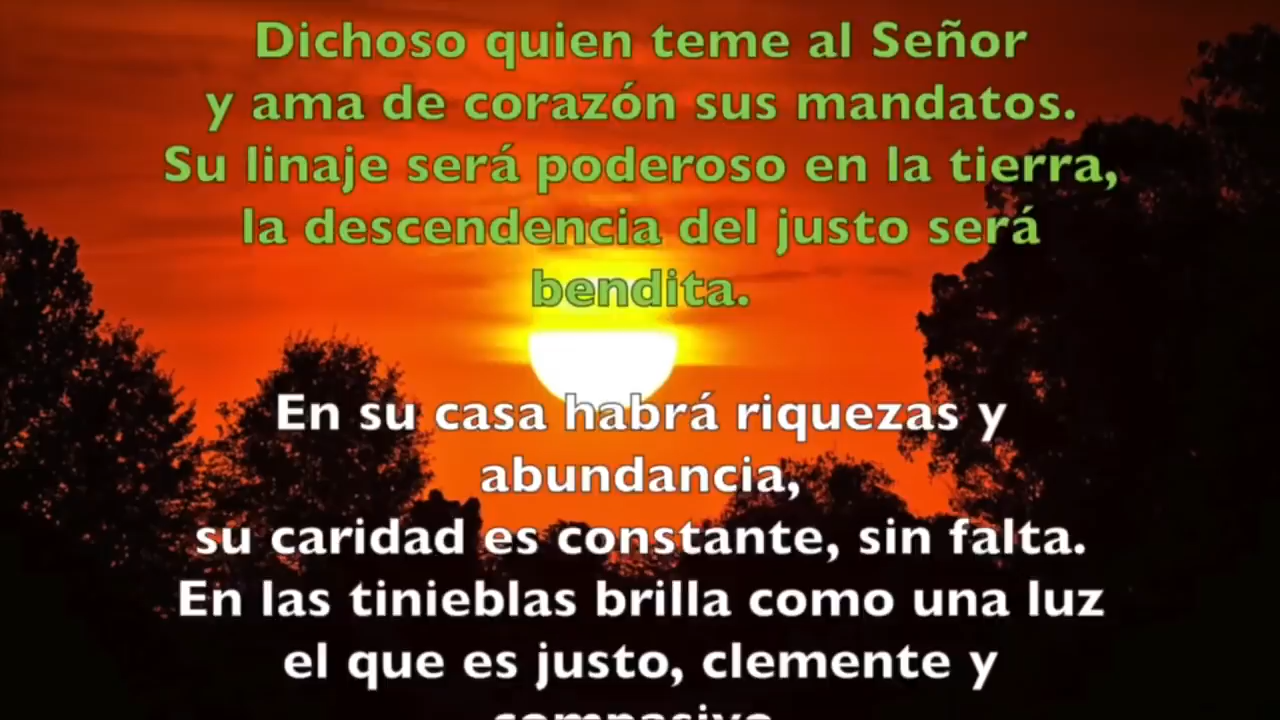 Dichoso quien teme al Señor
y ama de corazón sus mandatos.
Su linaje será poderoso en la tierra,
la descendencia del justo será
bendita.
En su casa habrá riquezas y
abundancia,
su caridad es constante, sin falta.
En las tinieblas brilla como una luz
el que es justo, clemente y